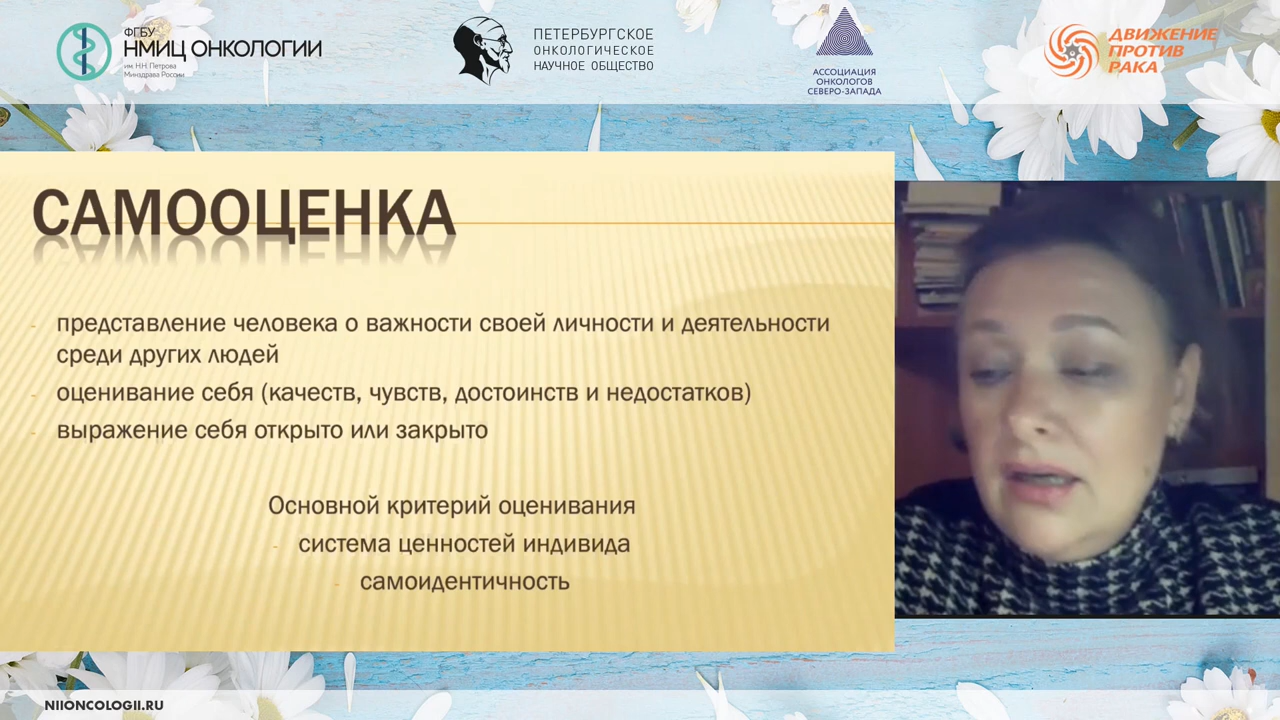 ФГБУ
НМИЦ ОНКОЛОГИИ
им. Н.Н. Петрова
Минздрава России
ПЕТЕРБУРГСКОЕ
ОНКОЛОГИЧЕСКОЕ
НАУЧНОЕ ОБЩЕСТВО
АССОЦИАЦИЯ
ОНКОЛОГОВ
СЕВЕРО-ЗАПАДА
ДВИЖЕНИЕ
ПРОТИВ
РАКА
САМООЦЕНКА
- представление человека о важности своей личности и деятельности
среди других людей
- оценивание себя (качеств, чувств, достоинств и недостатков)
- выражение себя открыто или закрыто
Основной критерий оценивания
- система ценностей индивида
- самоидентичность
NIIONCOLOGII.RU